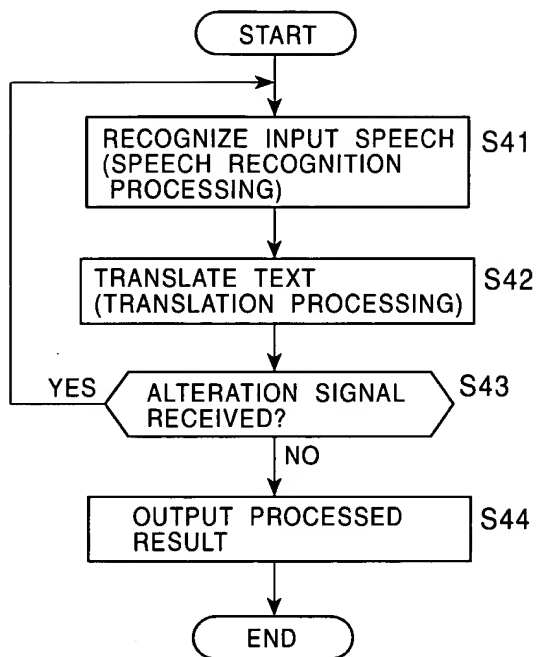 START
RECOGNIZE INPUT SPEECH
(SPEECH RECOGNITION
PROCESSING)
S41
TRANSLATE TEXT
(TRANSLATION PROCESSING)
S42
YES
ALTERATION SIGNAL
RECEIVED?
S43
NO
OUTPUT PROCESSED
RESULT
S44
END